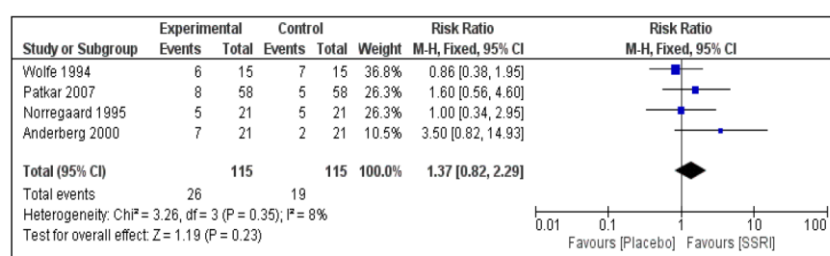 Experimental Control Risk Ratio Risk Ratio
Study or Subgroup Events Total Events Total Weight M-H, Fixed, 95% CI M-H, Fixed, 95% CI
Wolfe 1994 6 15 7 15 36.8% 0.86 [0.38, 1.95]
Patkar 2007 8 58 5 58 26.3% 1.60 [0.56, 4.60]
Norregaard 1995 5 21 5 21 26.3% 1.00 [0.34, 2.95]
Anderberg 2000 7 21 2 21 10.5% 3.50 [0.82, 14.93]
Total (95% CI) 115 115 100.0% 1.37 [0.82, 2.29]
Total events 26 19
Heterogeneity: Chi² = 3.26, df = 3 (P = 0.35); I² = 8%
Test for overall effect: Z = 1.19 (P = 0.23)
0.01 0.1 1 10 100
Favours [Placebo] Favours [SSRI]